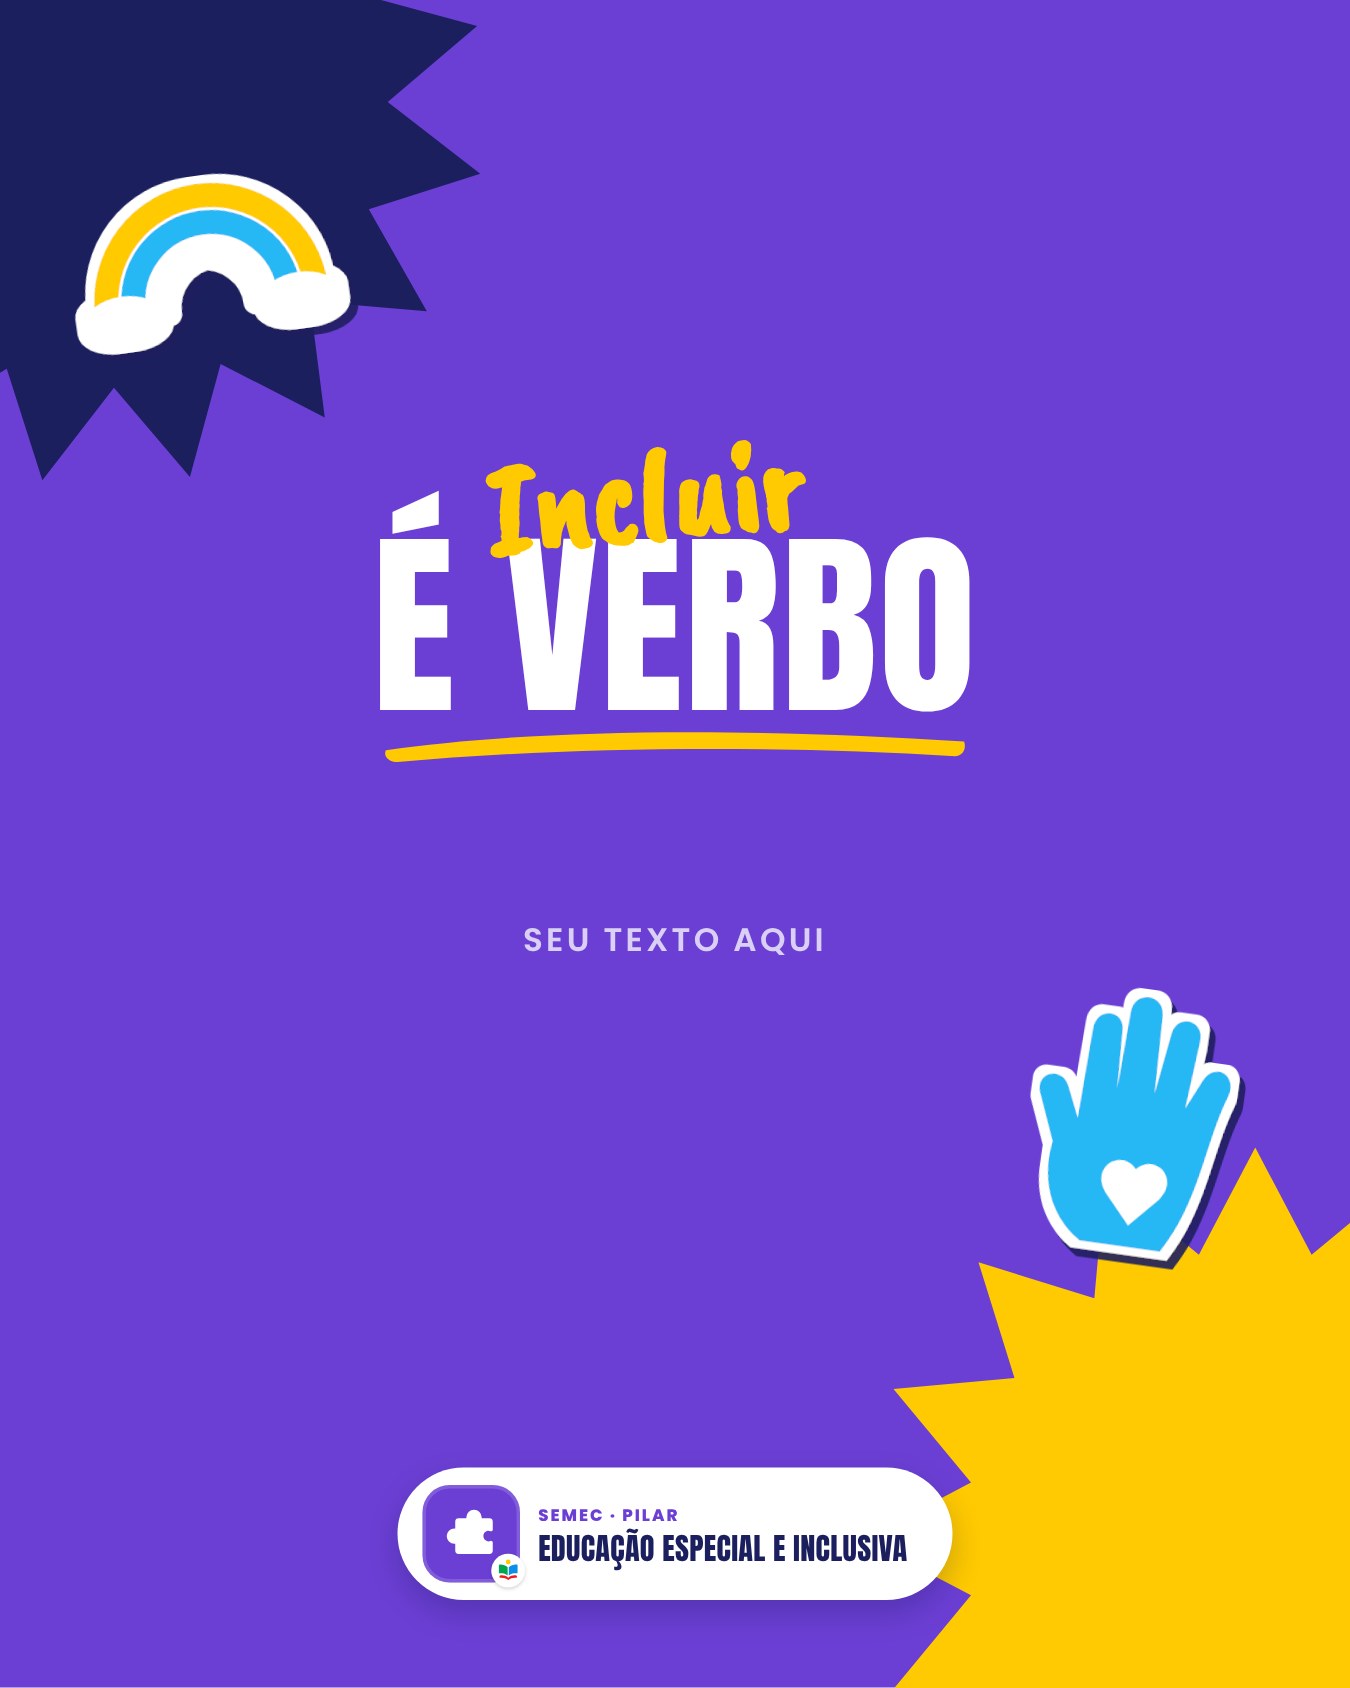 Incluir
É VERBO
SEU TEXTO AQUI
SEMEC · PILAR
EDUCAÇÃO ESPECIAL E INCLUSIVA